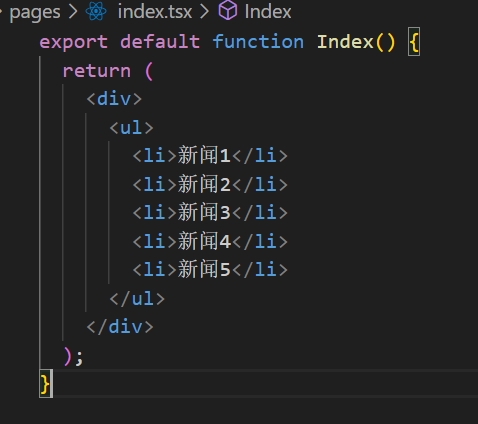 pages > index.tsx > Index
export default function Index() {
  return (
    <div>
      <ul>
        <li>新闻1</li>
        <li>新闻2</li>
        <li>新闻3</li>
        <li>新闻4</li>
        <li>新闻5</li>
      </ul>
    </div>
  );
}